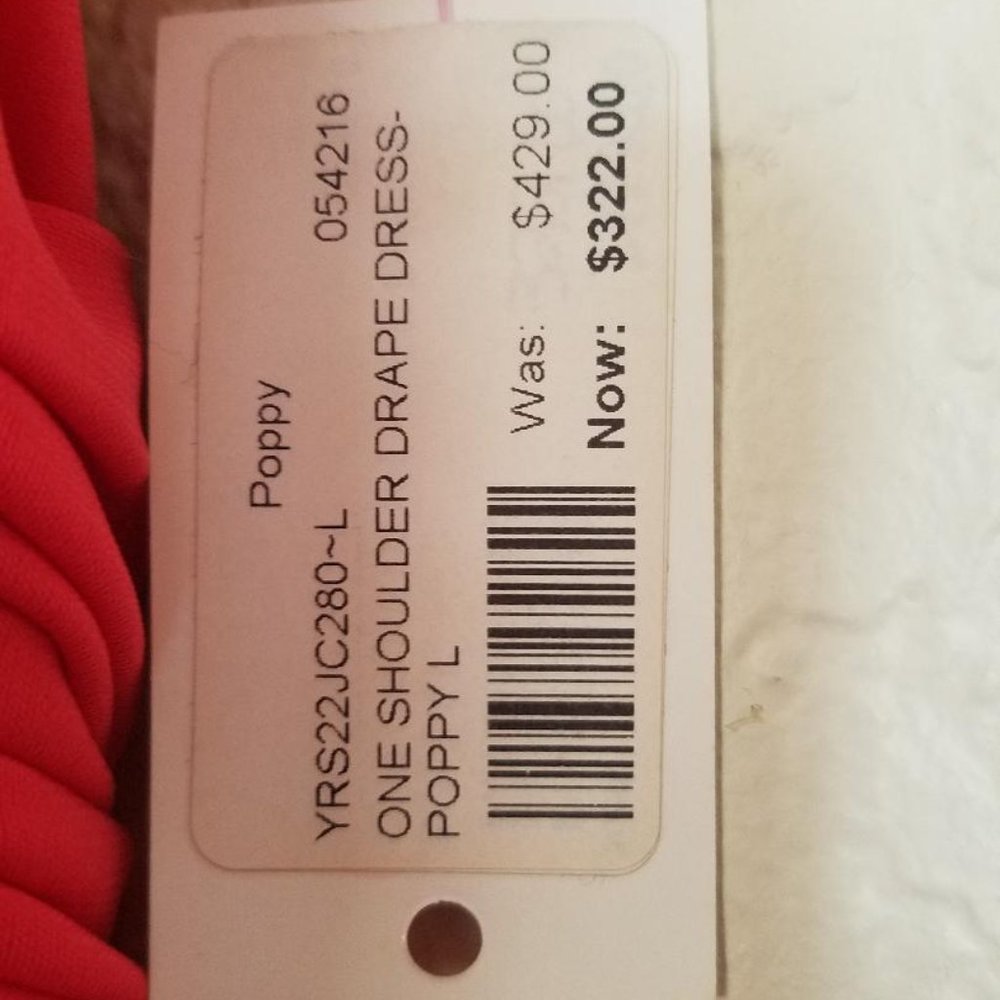 Poppy
YRS22JC280~L 054216
ONE SHOULDER DRAPE DRESS-
POPPY L
Was: $429.00
Now: $322.00